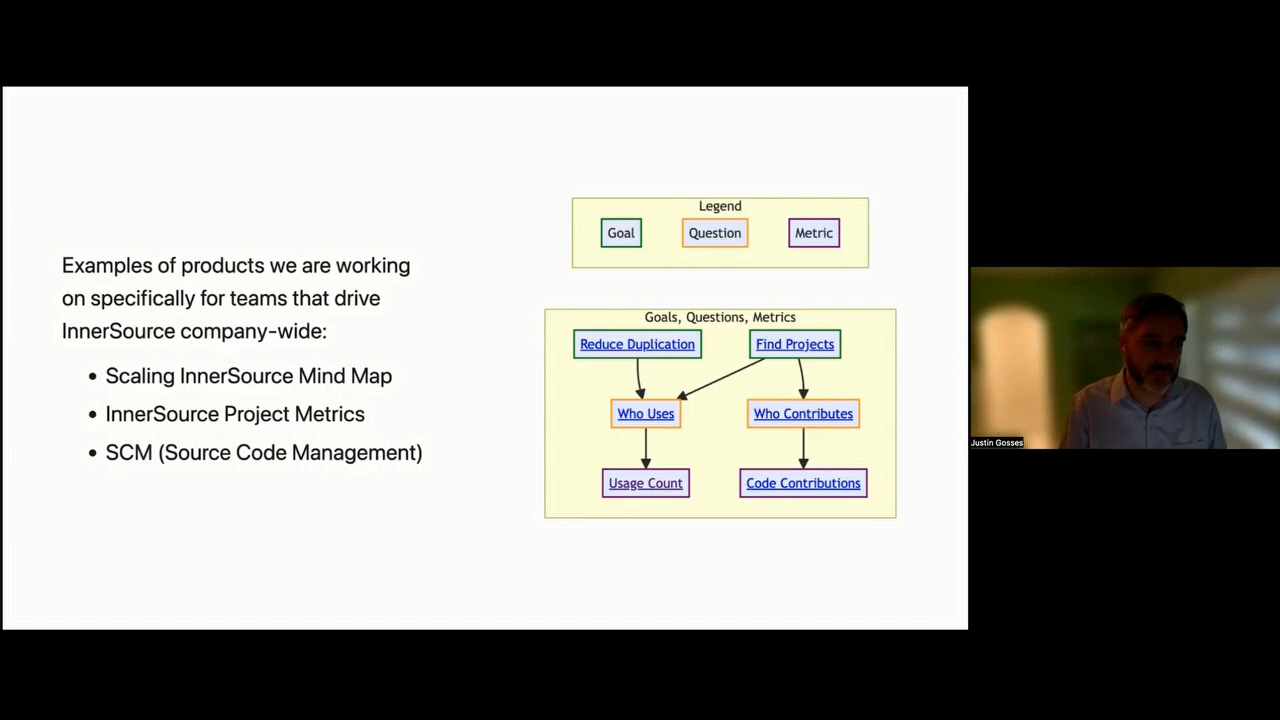 Examples of products we are working
on specifically for teams that drive
InnerSource company-wide:
• Scaling InnerSource Mind Map
• InnerSource Project Metrics
• SCM (Source Code Management)
Legend
Goal
Question
Metric
Goals, Questions, Metrics
Reduce Duplication
Find Projects
Who Uses
Who Contributes
Usage Count
Code Contributions
Justin Gosses